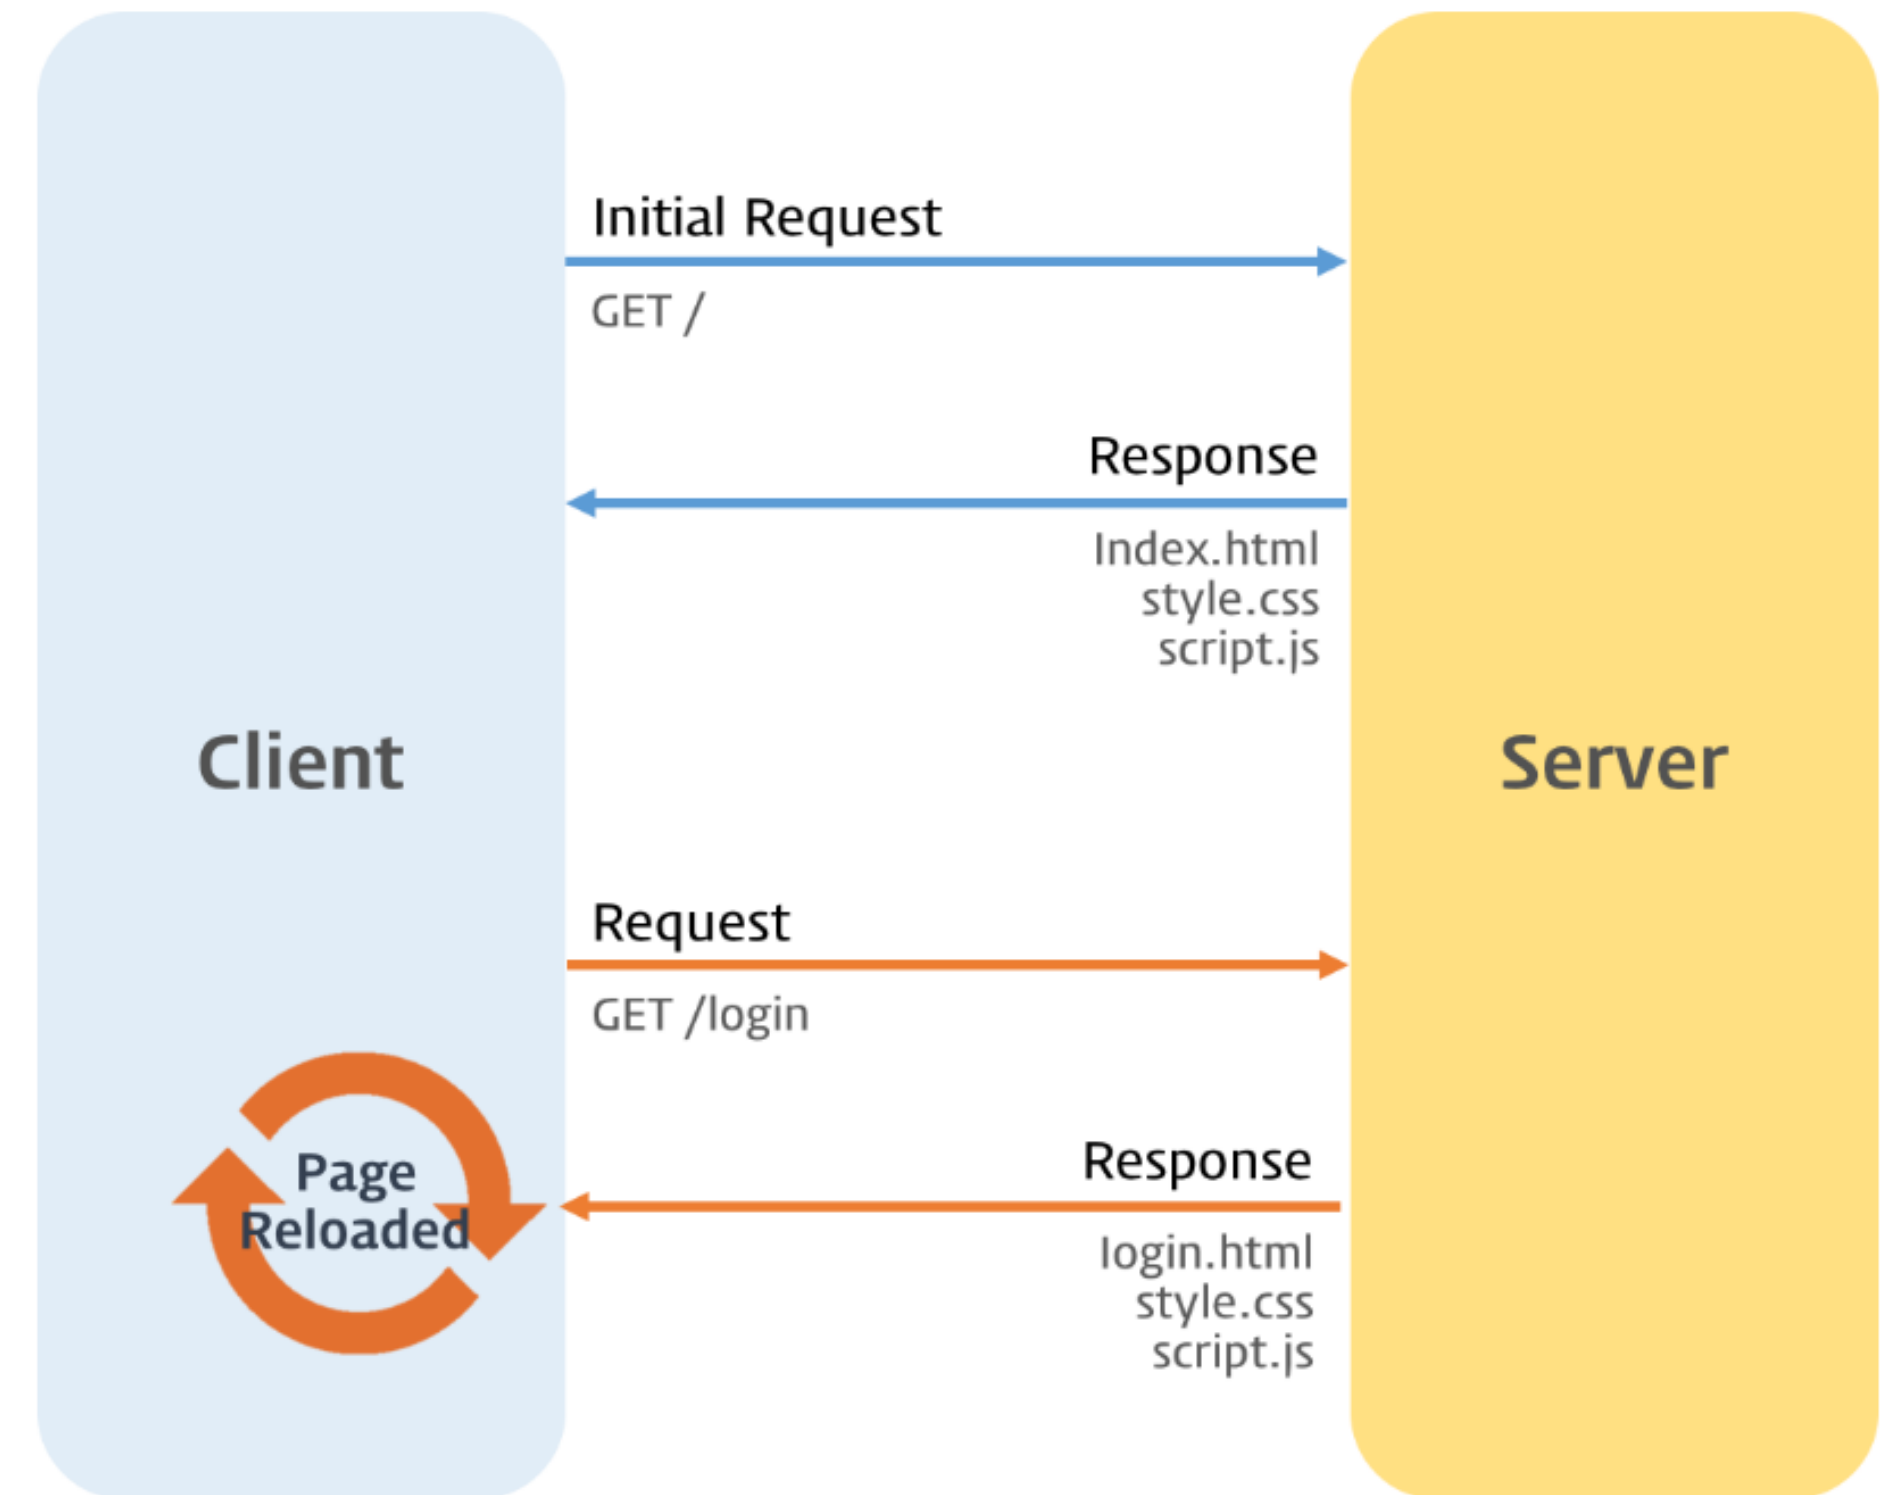 Initial Request
GET /
Response
Index.html
style.css
script.js
Client
Server
Request
GET /login
Response
Page
Reloaded
login.html
style.css
script.js